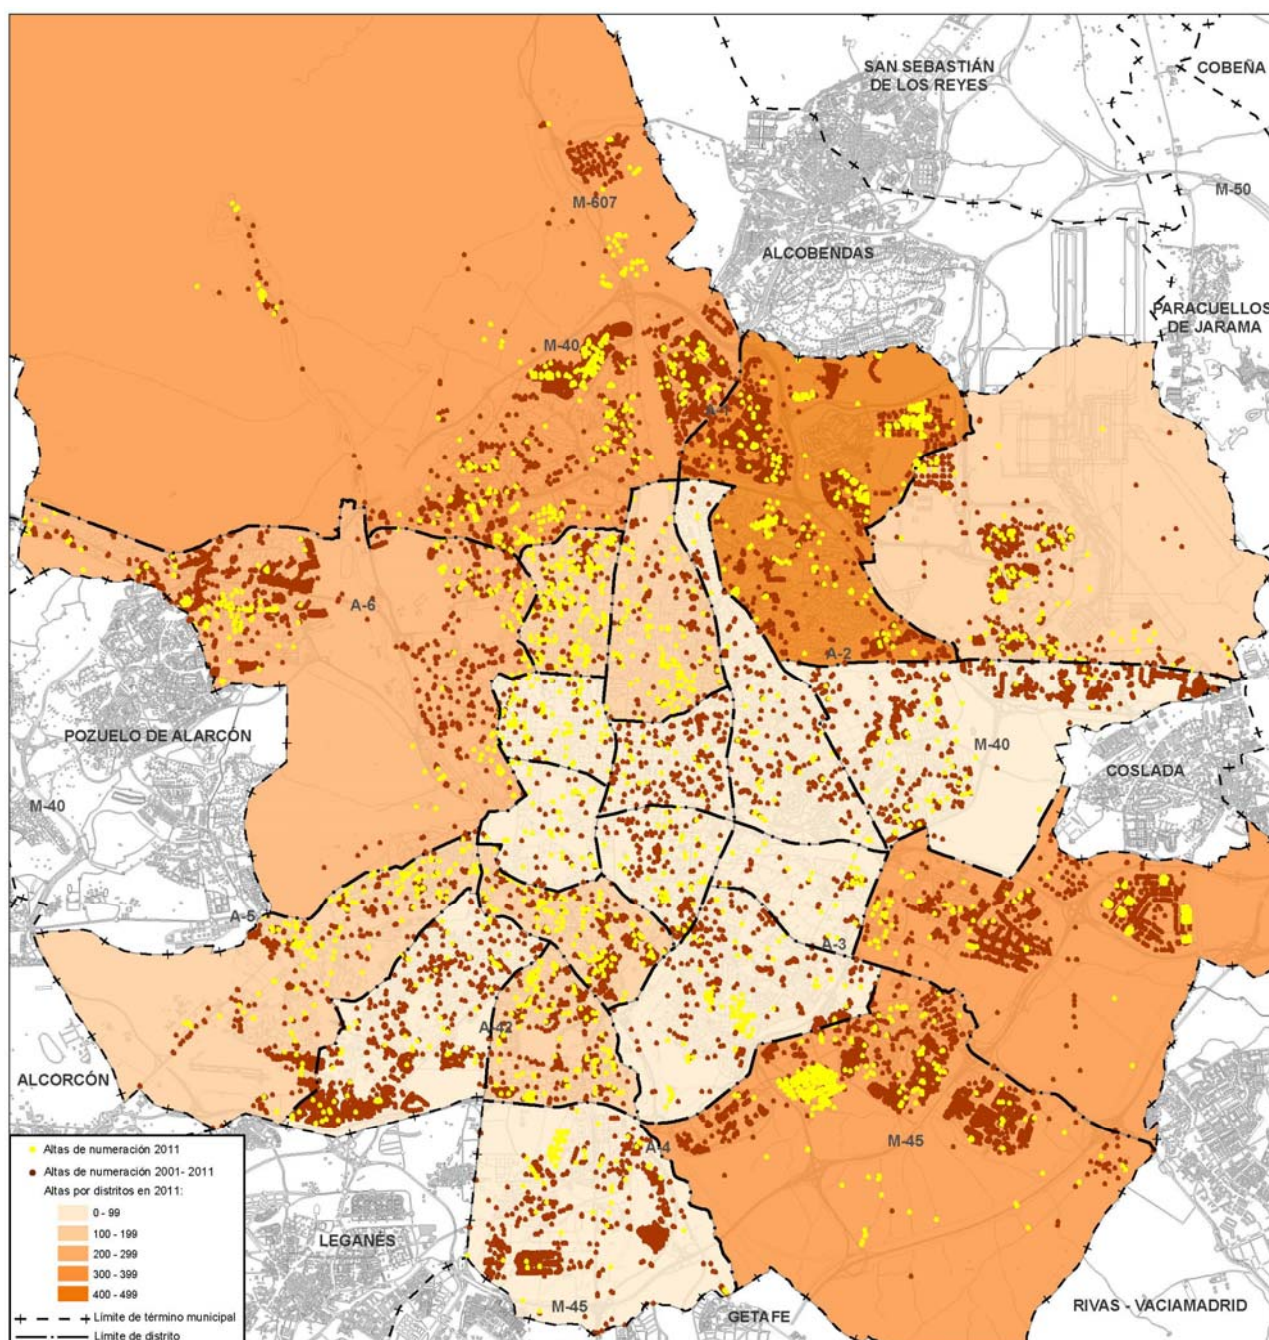 SAN SEBASTIÁN
DE LOS REYES
COBEÑA
M-50
M-607
ALCOBENDAS
PARACUELLOS
DE JARAMA
M-40
A-1
A-6
A-2
POZUELO DE ALARCÓN
M-40
COSLADA
M-40
A-5
A-3
A-42
ALCORCÓN
M-45
A-4
LEGANÉS
M-45
GETAFE
RIVAS - VACIAMADRID
Altas de numeración 2011
Altas de numeración 2001- 2011
Altas por distritos en 2011:
0 - 99
100 - 199
200 - 299
300 - 399
400 - 499
Límite de término municipal
Límite de distrito